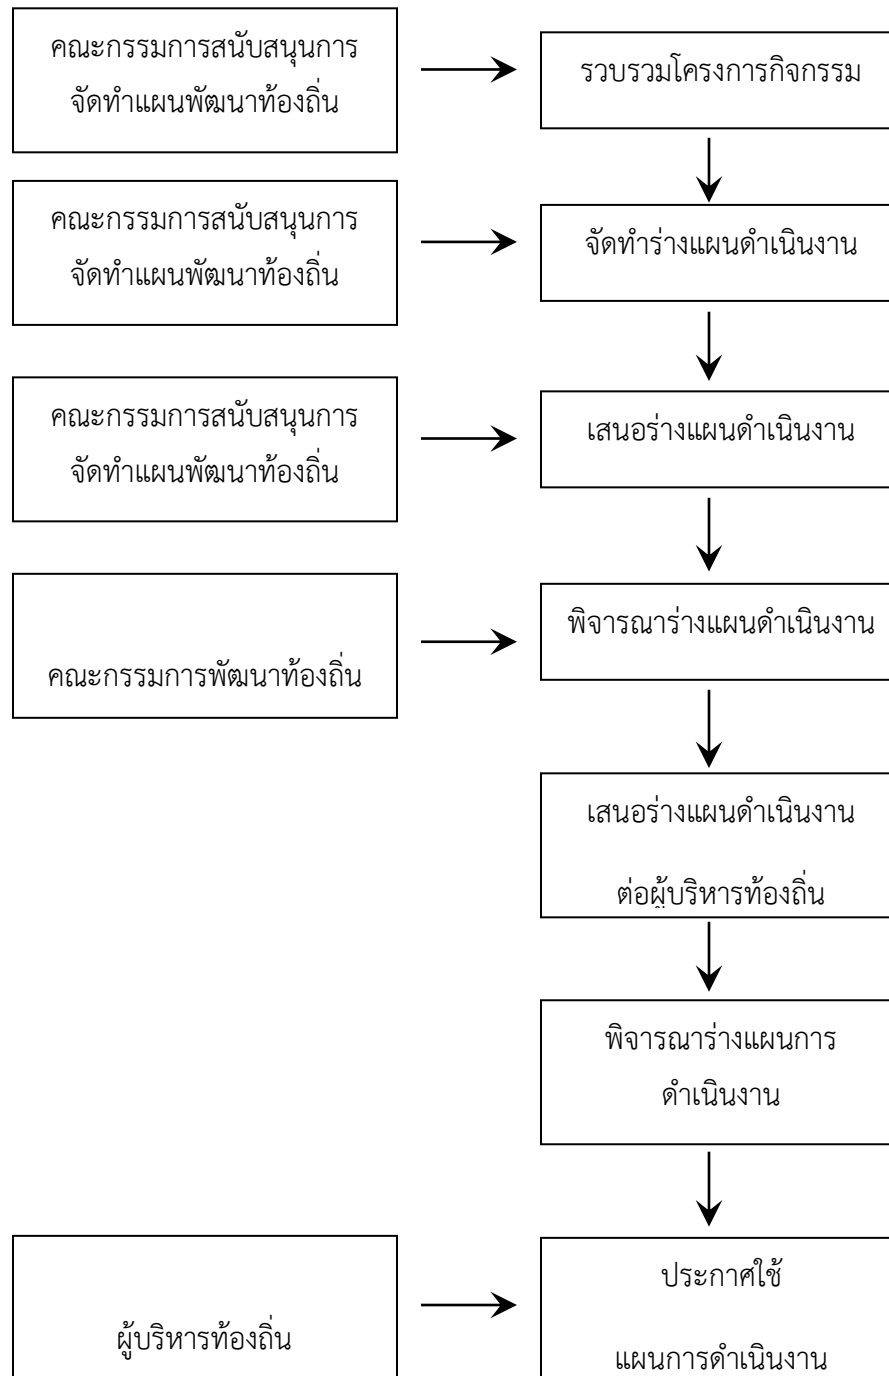 คณะกรรมการสนับสนุนการ
จัดทำแผนพัฒนาท้องถิ่น
รวบรวมโครงการกิจกรรม
คณะกรรมการสนับสนุนการ
จัดทำแผนพัฒนาท้องถิ่น
จัดทำร่างแผนดำเนินงาน
คณะกรรมการสนับสนุนการ
จัดทำแผนพัฒนาท้องถิ่น
เสนอร่างแผนดำเนินงาน
คณะกรรมการพัฒนาท้องถิ่น
พิจารณาร่างแผนดำเนินงาน
เสนอร่างแผนดำเนินงาน
ต่อผู้บริหารท้องถิ่น
พิจารณาร่างแผนการ
ดำเนินงาน
ผู้บริหารท้องถิ่น
ประกาศใช้
แผนการดำเนินงาน